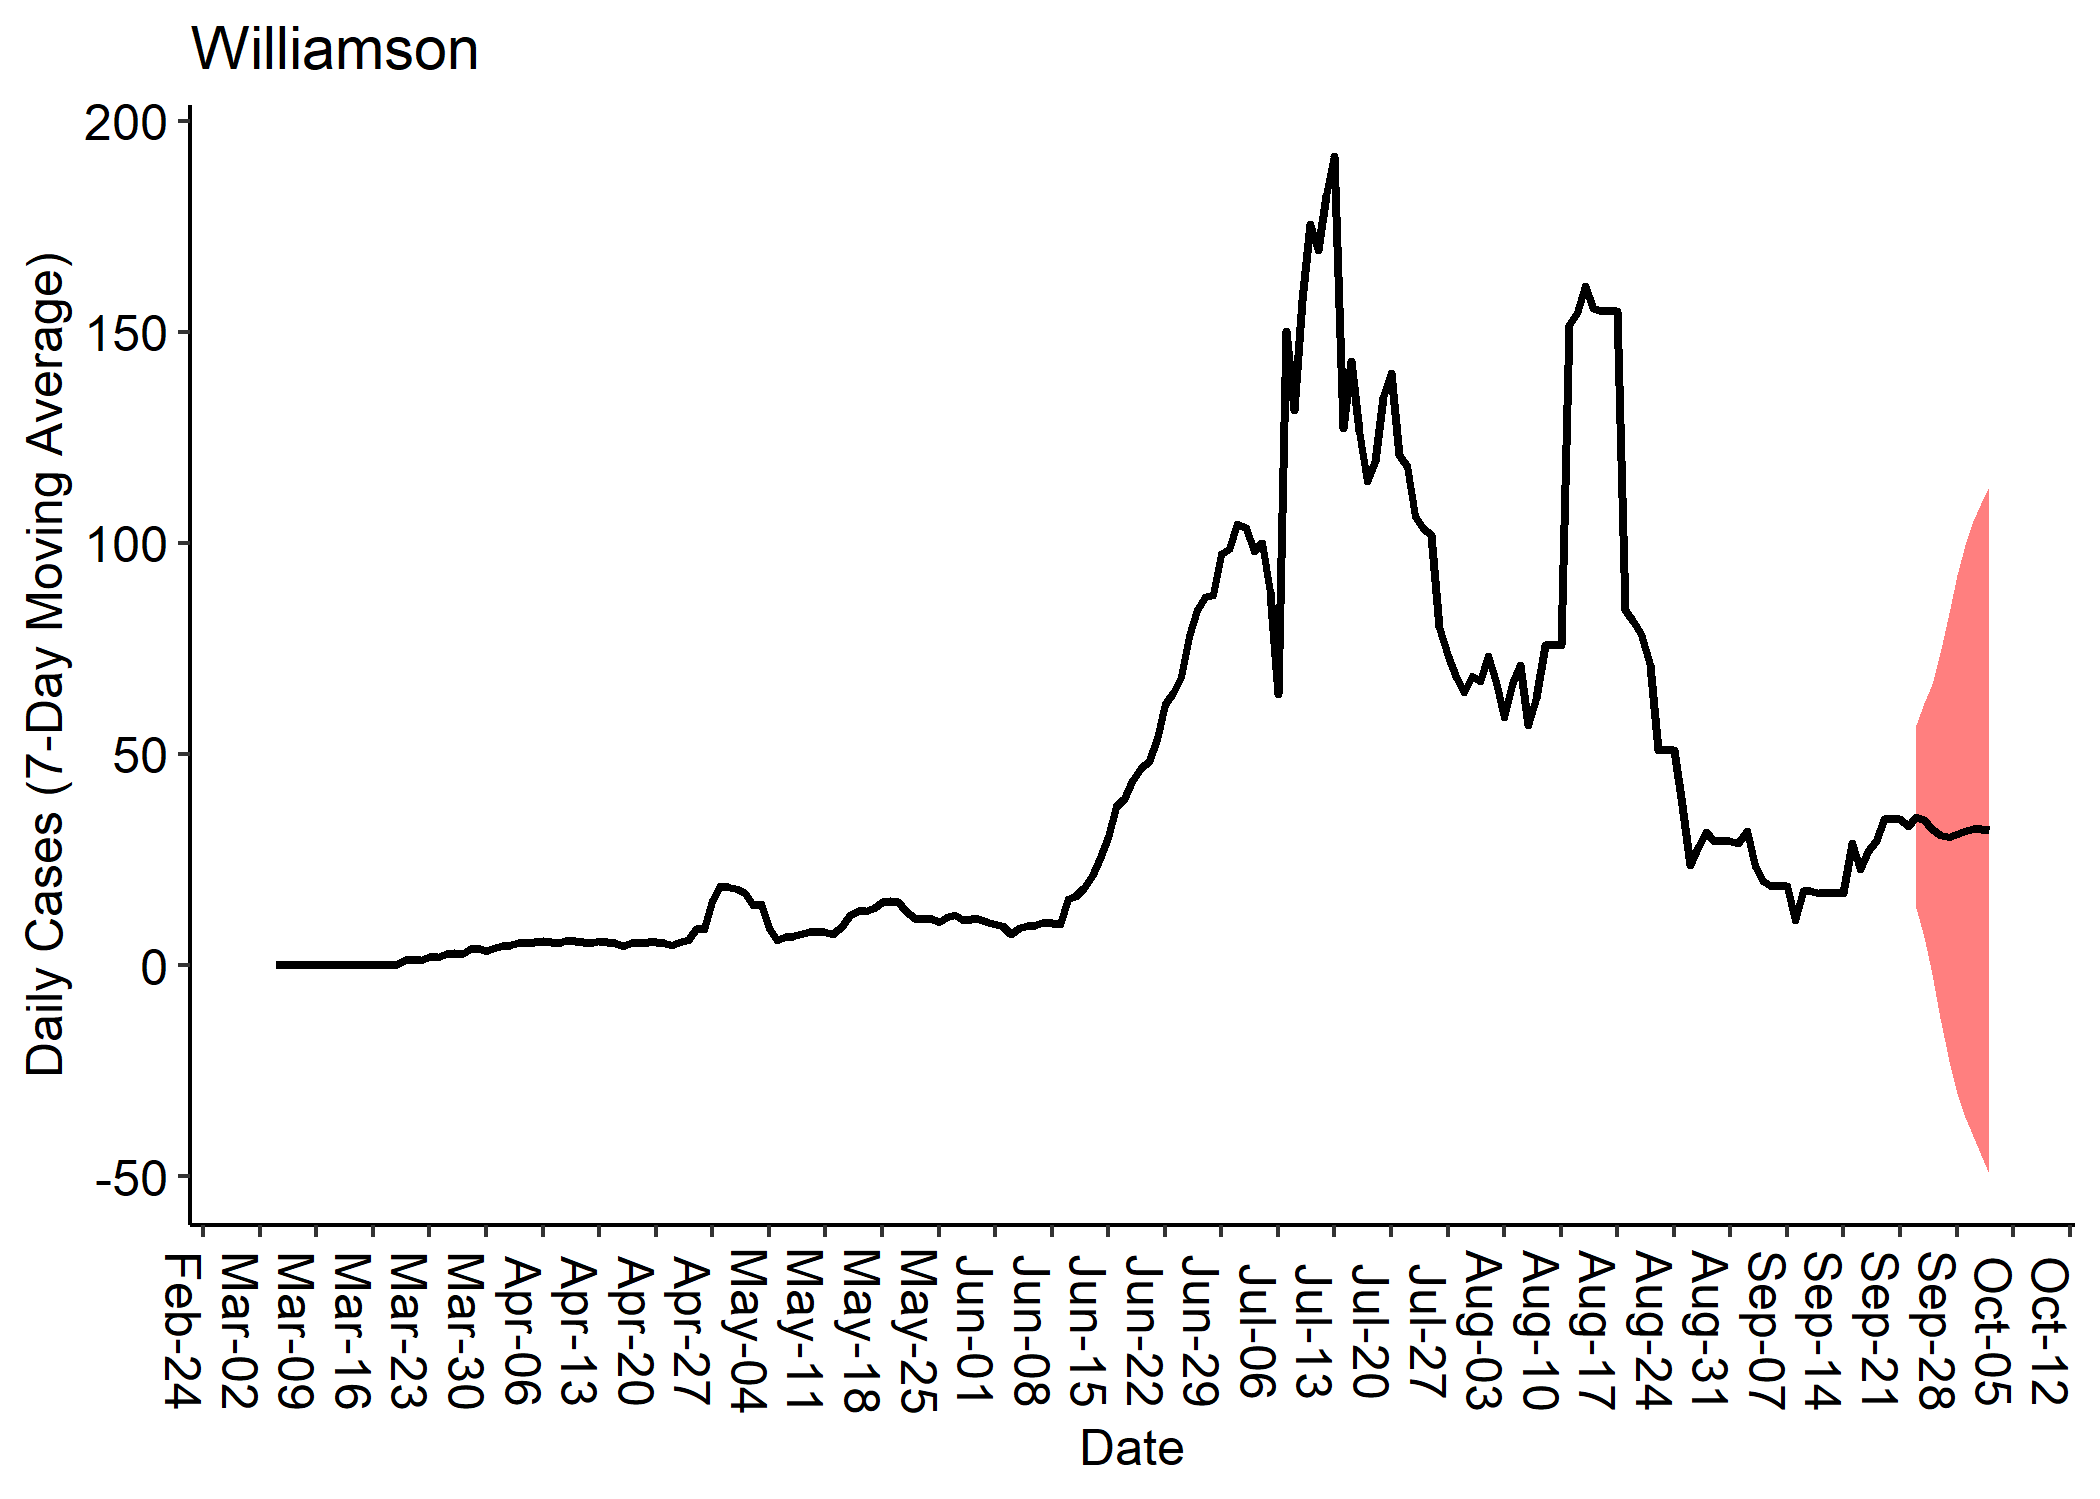 Williamson
Daily Cases (7-Day Moving Average)
200
150
100
50
0
-50
Feb-24
Mar-02
Mar-09
Mar-16
Mar-23
Mar-30
Apr-06
Apr-13
Apr-20
Apr-27
May-04
May-11
May-18
May-25
Jun-01
Jun-08
Jun-15
Jun-22
Jun-29
Jul-06
Jul-13
Jul-20
Jul-27
Aug-03
Aug-10
Aug-17
Aug-24
Aug-31
Sep-07
Sep-14
Sep-21
Sep-28
Oct-05
Oct-12
Date